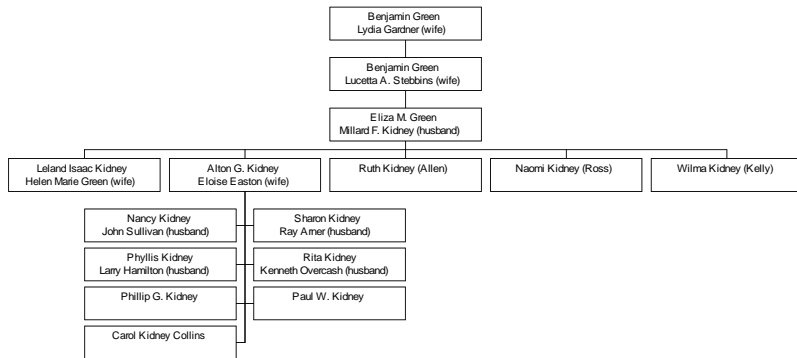 Benjamin Green
Lydia Gardner (wife)
Benjamin Green
Lucetta A. Stebbins (wife)
Eliza M. Green
Millard F. Kidney (husband)
Leland Isaac Kidney
Helen Marie Green (wife)
Alton G. Kidney
Eloise Easton (wife)
Ruth Kidney (Allen)
Naomi Kidney (Ross)
Wilma Kidney (Kelly)
Nancy Kidney
John Sullivan (husband)
Sharon Kidney
Ray Arner (husband)
Phyllis Kidney
Larry Hamilton (husband)
Rita Kidney
Kenneth Overcash (husband)
Phillip G. Kidney
Paul W. Kidney
Carol Kidney Collins